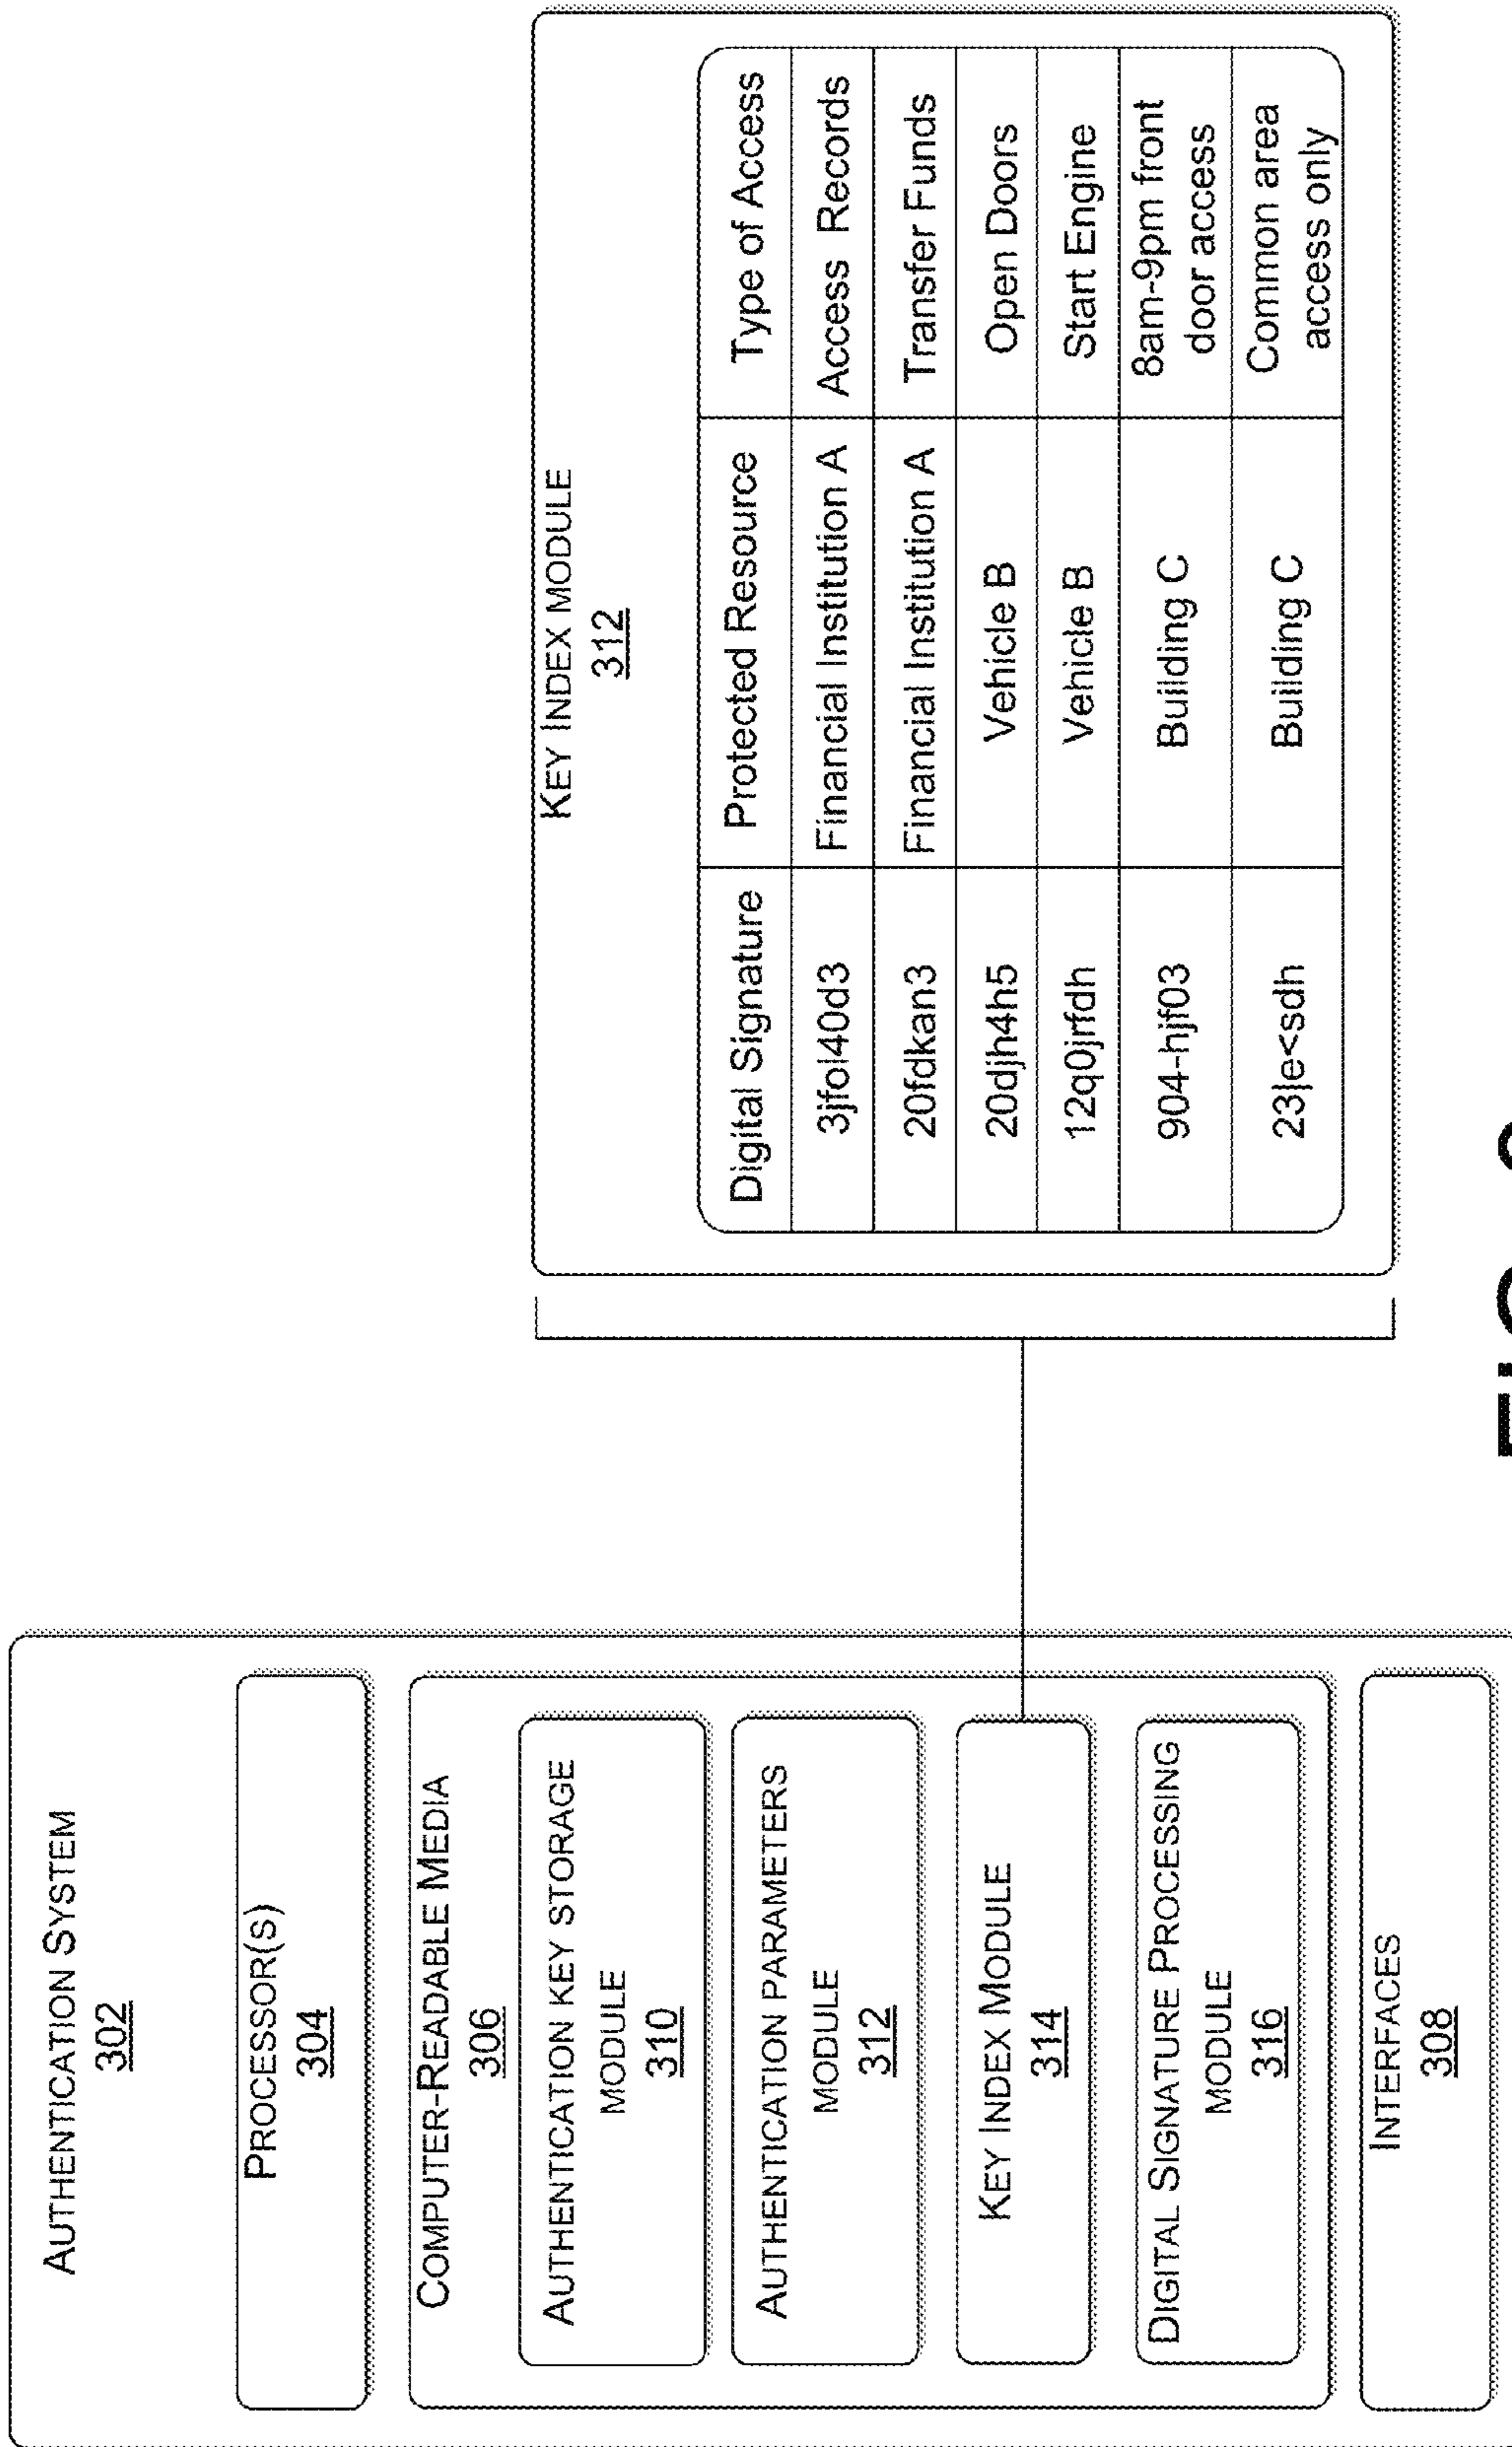 AUTHENTICATION SYSTEM
302
PROCESSOR(S)
304
COMPUTER-READABLE MEDIA
306
AUTHENTICATION KEY STORAGE
MODULE
310
AUTHENTICATION PARAMETERS
MODULE
312
KEY INDEX MODULE
314
DIGITAL SIGNATURE PROCESSING
MODULE
316
INTERFACES
308
KEY INDEX MODULE
312
Digital Signature Protected Resource Type of Access
3jfol40d3 Financial Institution A Access Records
20fdkan3 Financial Institution A Transfer Funds
20djh4h5 Vehicle B Open Doors
12q0jrfdh Vehicle B Start Engine
904-hjf03 Building C 8am-9pm front
door access
23je<sdh Building C Common area
access only